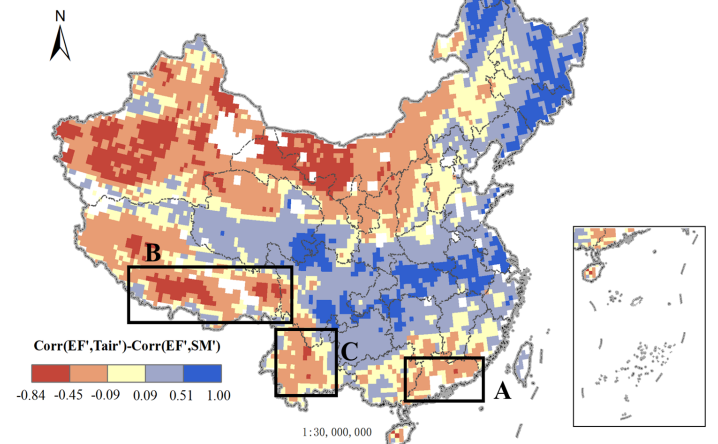 N
B
Corr(EF',Tair')-Corr(EF',SM')
C
-0.84 -0.45 -0.09 0.09 0.51 1.00
A
1:30, 000, 000